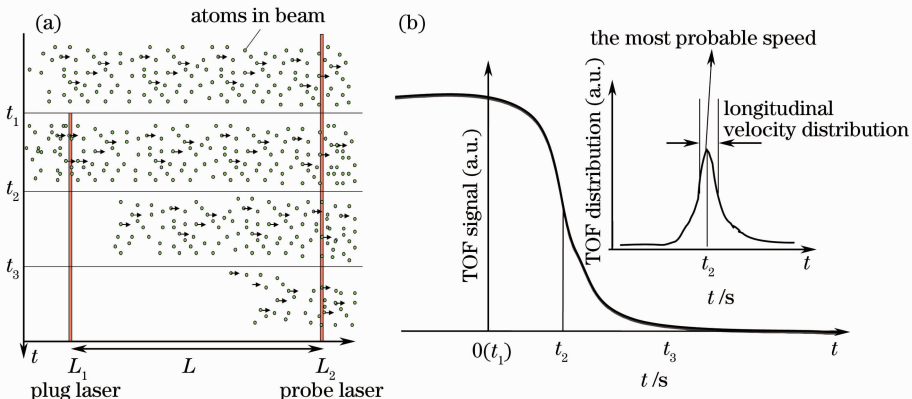 (a)
atoms in beam
t₁
t₂
t₃
t
L₁
L
L₂
plug laser
probe laser
(b)
TOF signal (a.u.)
0(t₁)
t₂
t₃
t
t /s
the most probable speed
TOF distribution (a.u.)
longitudinal
velocity distribution
t₂
t
t /s